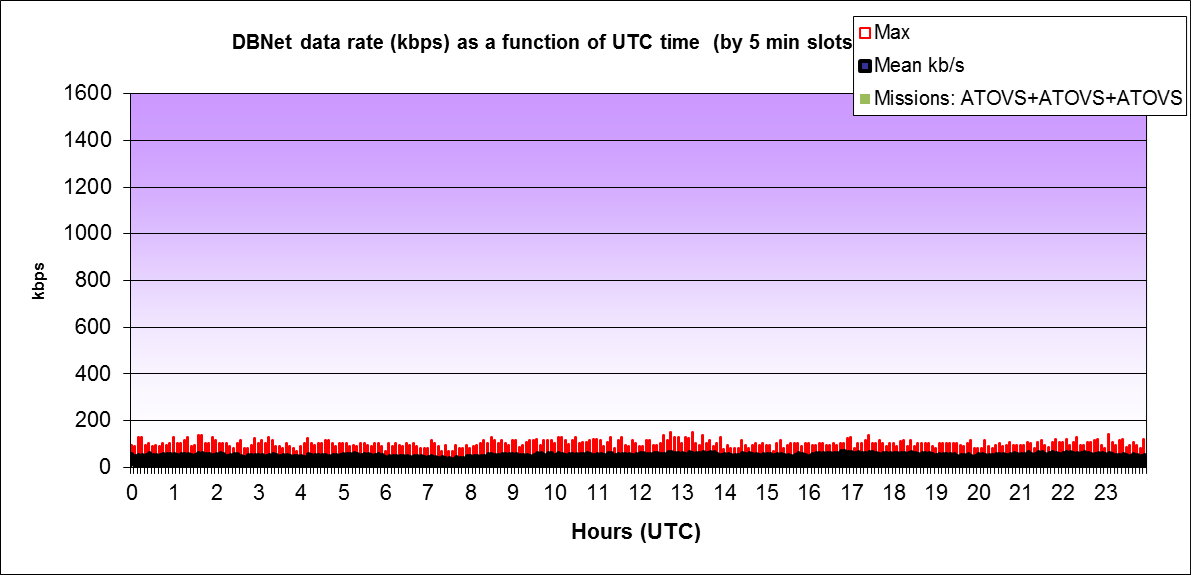 DBNet data rate (kbps) as a function of UTC time  (by 5 min slots
Max
Mean kb/s
Missions: ATOVS+ATOVS+ATOVS
1600
1400
1200
1000
800
600
400
200
0
kbps
0 1 2 3 4 5 6 7 8 9 10 11 12 13 14 15 16 17 18 19 20 21 22 23
Hours (UTC)